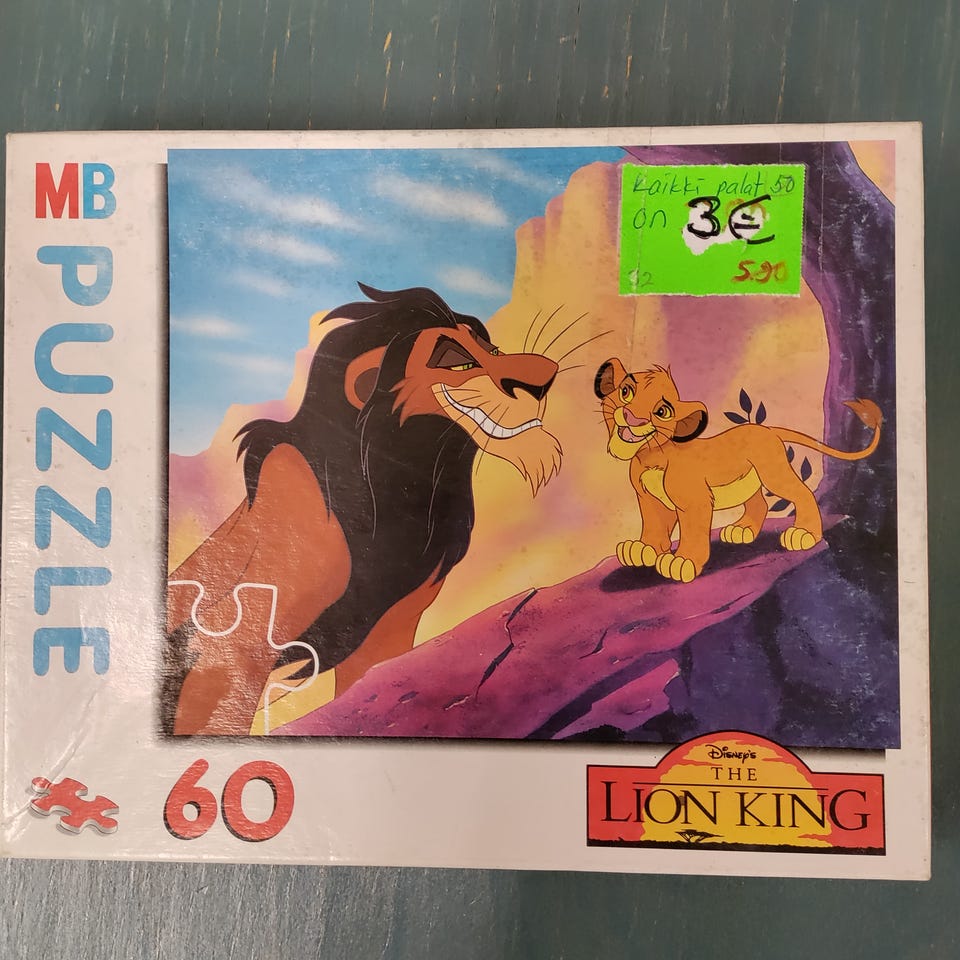 MB
PUZZLE
Kaikki palat 50
on 3€
5.90
60
DISNEY'S
THE
LION KING